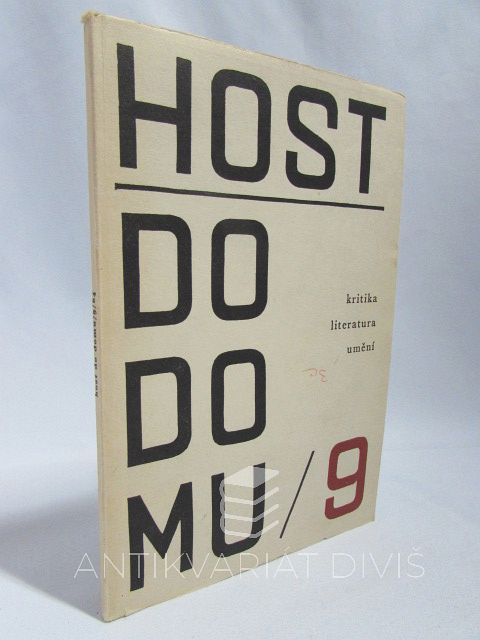 HOST
DO
DO
MU/9
kritika
literatura
umění
ANTIKVARIÁT DIVIŠ